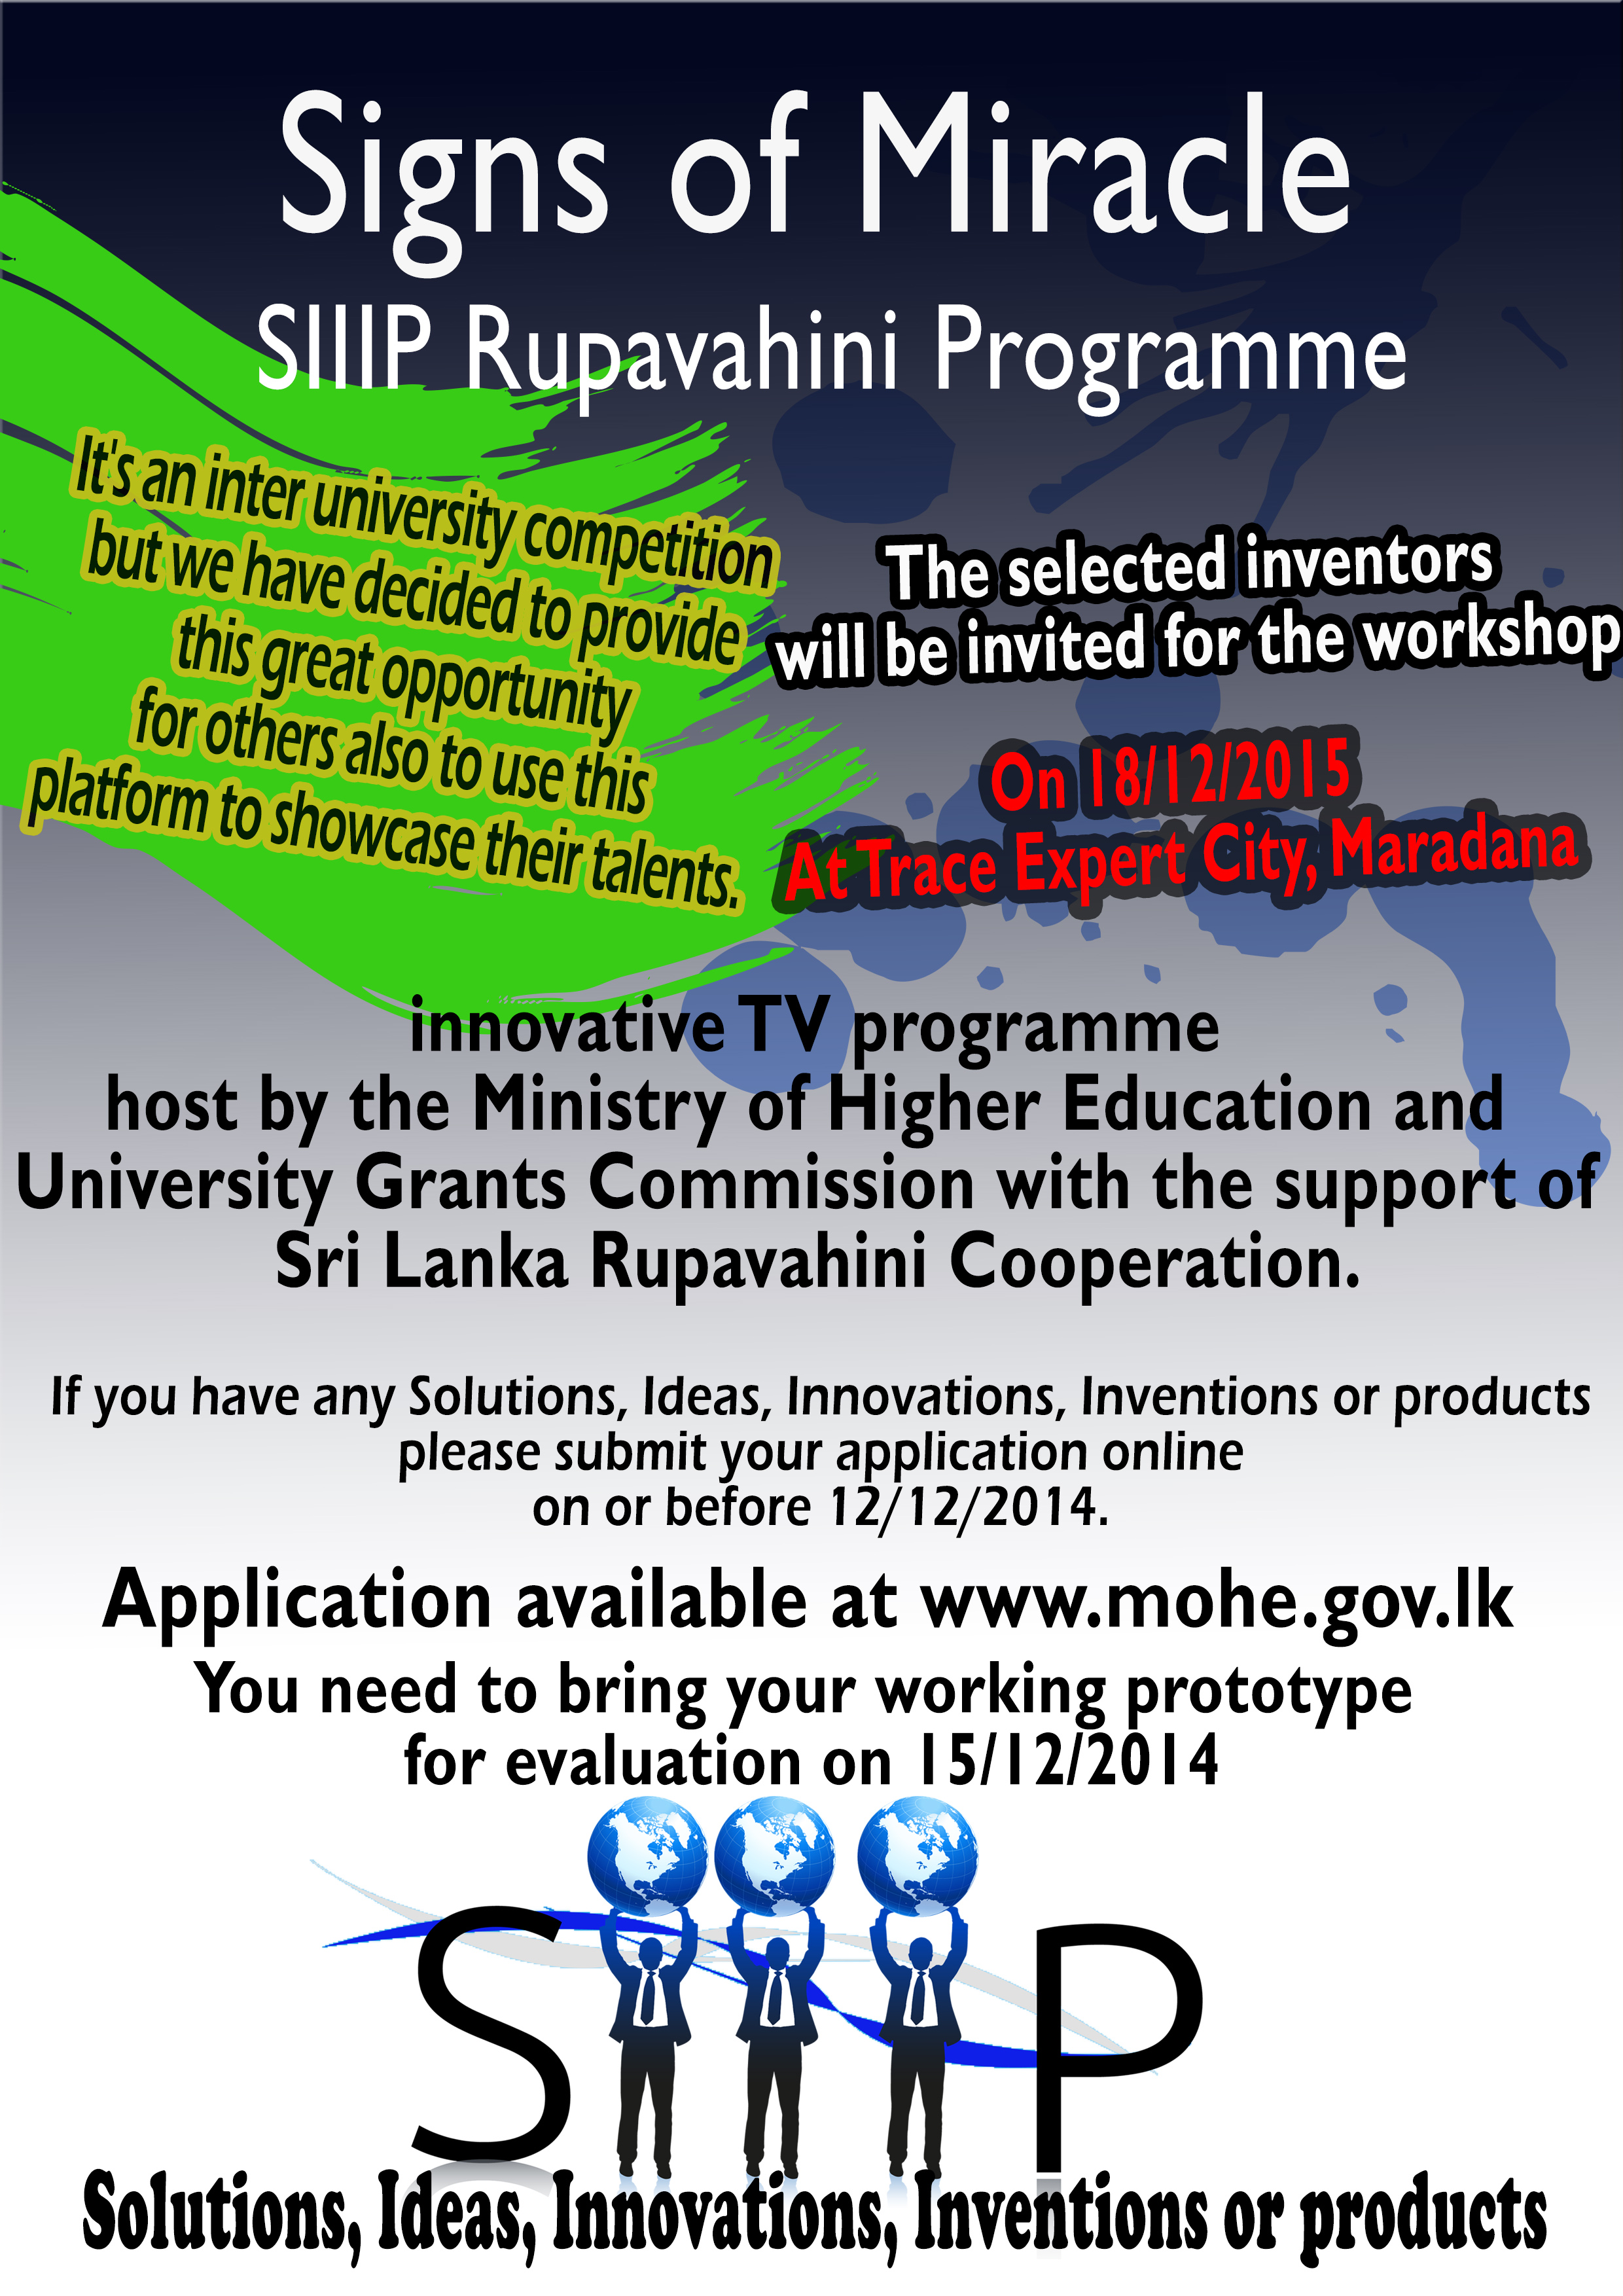 Signs of Miracle
SIIIP Rupavahini Programme
It's an inter university competition
but we have decided to provide
this great opportunity
for others also to use this
platform to showcase their talents.
The selected inventors
will be invited for the workshop
On 18/12/2015
At Trace Expert City, Maradana
innovative TV programme
host by the Ministry of Higher Education and
University Grants Commission with the support of
Sri Lanka Rupavahini Cooperation.
If you have any Solutions, Ideas, Innovations, Inventions or products
please submit your application online
on or before 12/12/2014.
Application available at www.mohe.gov.lk
You need to bring your working prototype
for evaluation on 15/12/2014
SIIIP
Solutions, Ideas, Innovations, Inventions or products